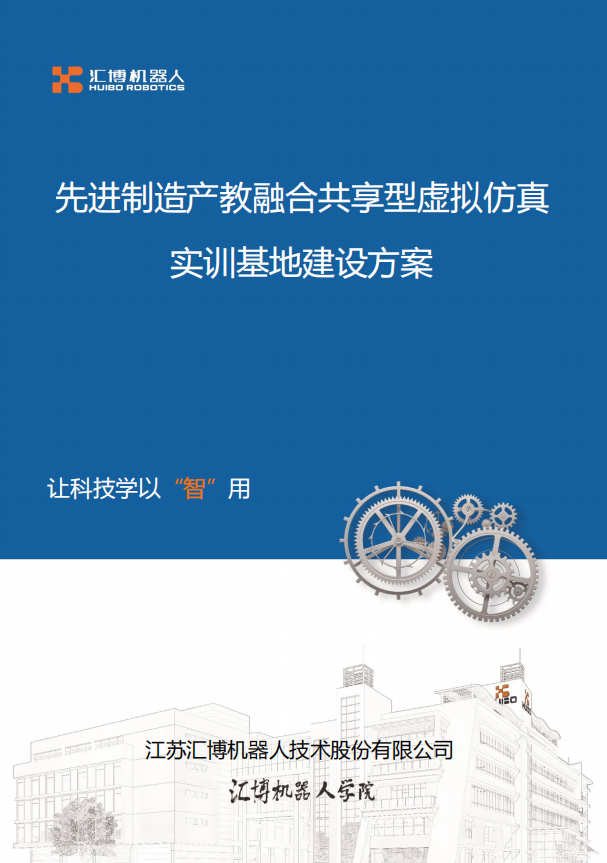 汇博机器人
HUIBO ROBOTICS
先进制造产教融合共享型虚拟仿真
实训基地建设方案
让科技学以“智”用
江苏汇博机器人技术股份有限公司
汇博机器人学院